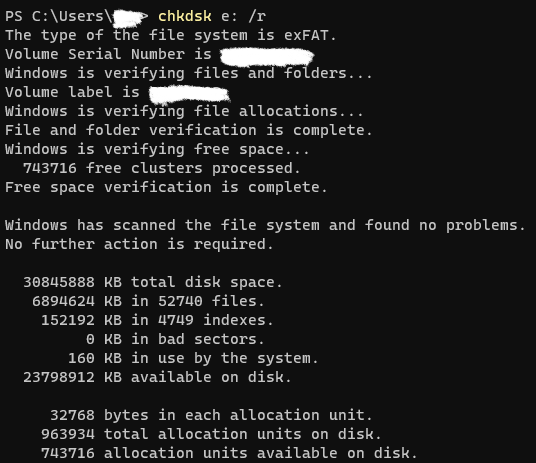 PS C:\Users\ > chkdsk e: /r
The type of the file system is exFAT.
Volume Serial Number is
Windows is verifying files and folders...
Volume label is
Windows is verifying file allocations...
File and folder verification is complete.
Windows is verifying free space...
743716 free clusters processed.
Free space verification is complete.
Windows has scanned the file system and found no problems.
No further action is required.
30845888 KB total disk space.
6894624 KB in 52740 files.
152192 KB in 4749 indexes.
0 KB in bad sectors.
160 KB in use by the system.
23798912 KB available on disk.
32768 bytes in each allocation unit.
963934 total allocation units on disk.
743716 allocation units available on disk.